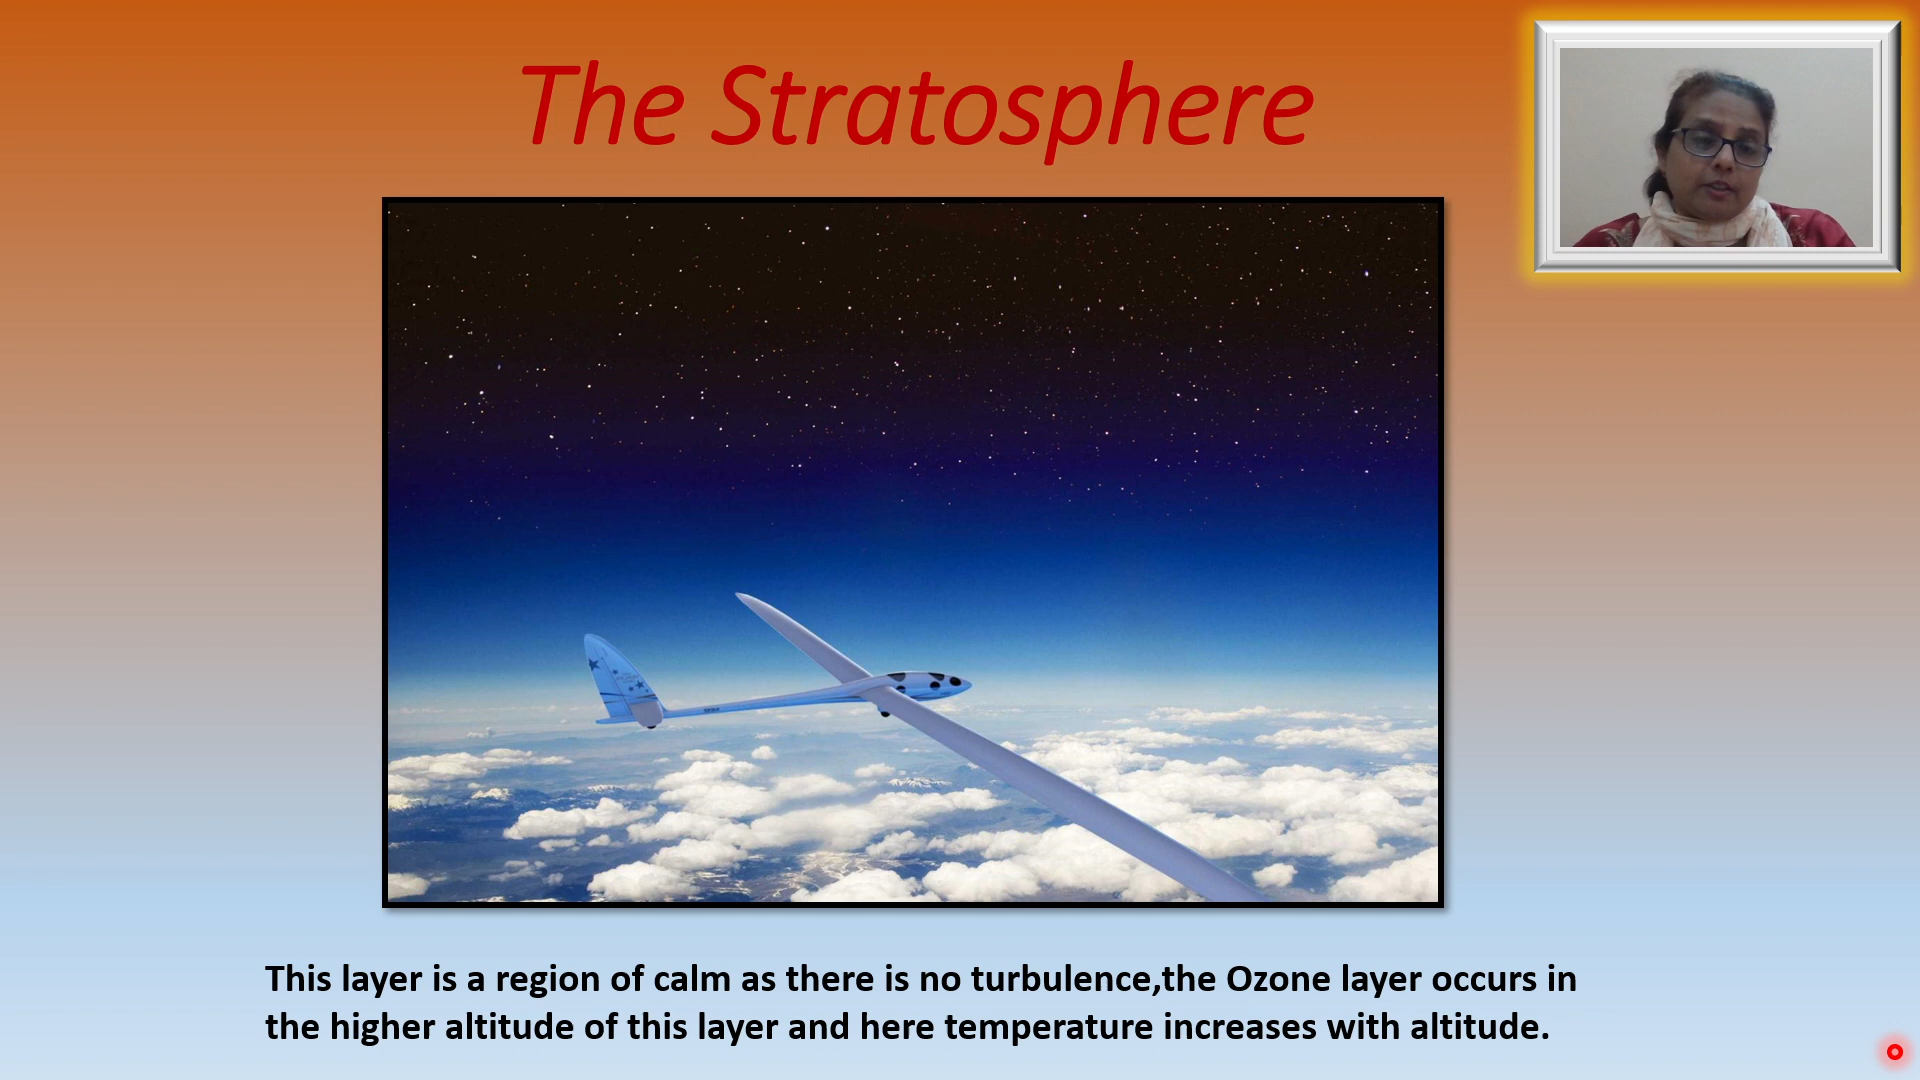 The Stratosphere
This layer is a region of calm as there is no turbulence,the Ozone layer occurs in
the higher altitude of this layer and here temperature increases with altitude.